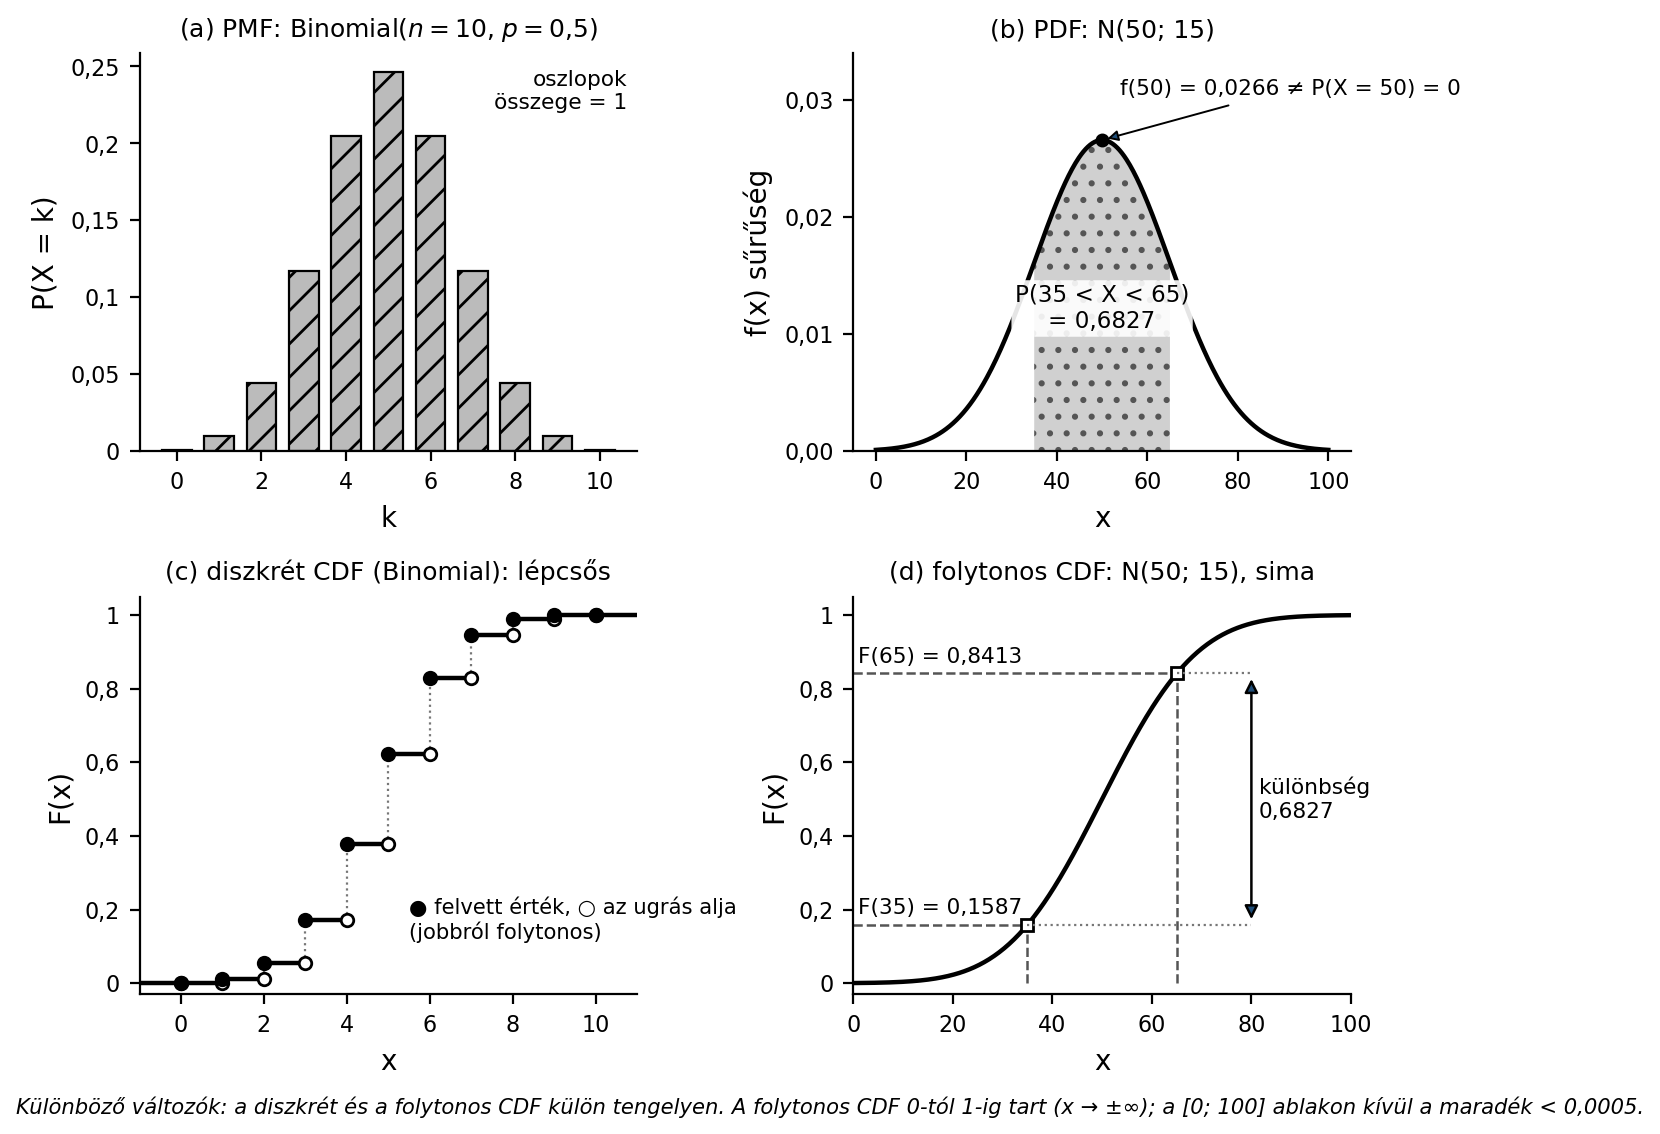 (a) PMF: Binomial(n = 10, p = 0,5)
P(X = k)
0,25
0,2
0,15
0,1
0,05
0
oszlopok
összege = 1
0 2 4 6 8 10
k
(b) PDF: N(50; 15)
f(x) sűrűség
0,03
0,02
0,01
0,00
f(50) = 0,0266 ≠ P(X = 50) = 0
P(35 < X < 65)
= 0,6827
0 20 40 60 80 100
x
(c) diszkrét CDF (Binomial): lépcsős
F(x)
1
0,8
0,6
0,4
0,2
0
● felvett érték, ○ az ugrás alja
(jobbról folytonos)
0 2 4 6 8 10
x
(d) folytonos CDF: N(50; 15), sima
F(x)
1
0,8
0,6
0,4
0,2
0
F(65) = 0,8413
különbség
0,6827
F(35) = 0,1587
0 20 40 60 80 100
x
Különböző változók: a diszkrét és a folytonos CDF külön tengelyen. A folytonos CDF 0-tól 1-ig tart (x → ±∞); a [0; 100] ablakon kívül a maradék < 0,0005.